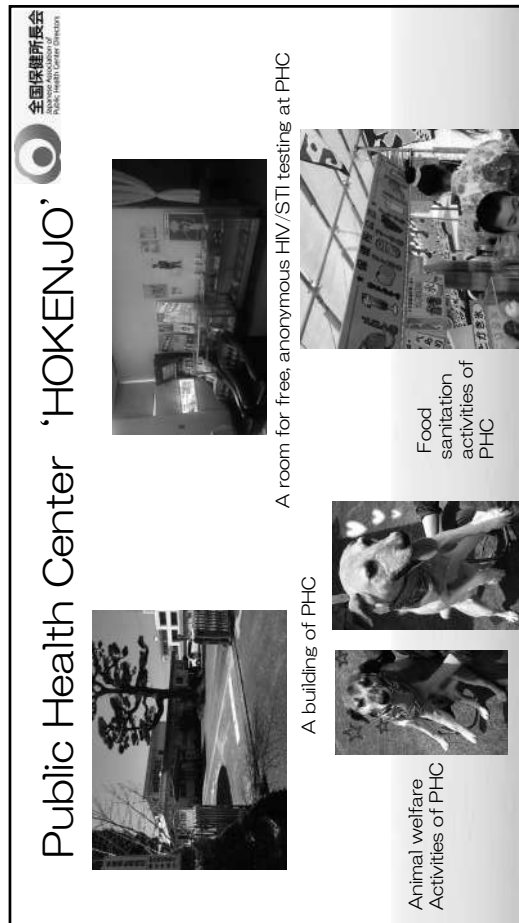 Public Health Center ‘HOKENJO’
全国保健所長会
Japanese Association of
Public Health Center Directors
A building of PHC
A room for free, anonymous HIV/STI testing at PHC
Animal welfare
Activities of PHC
Food
sanitation
activities of
PHC